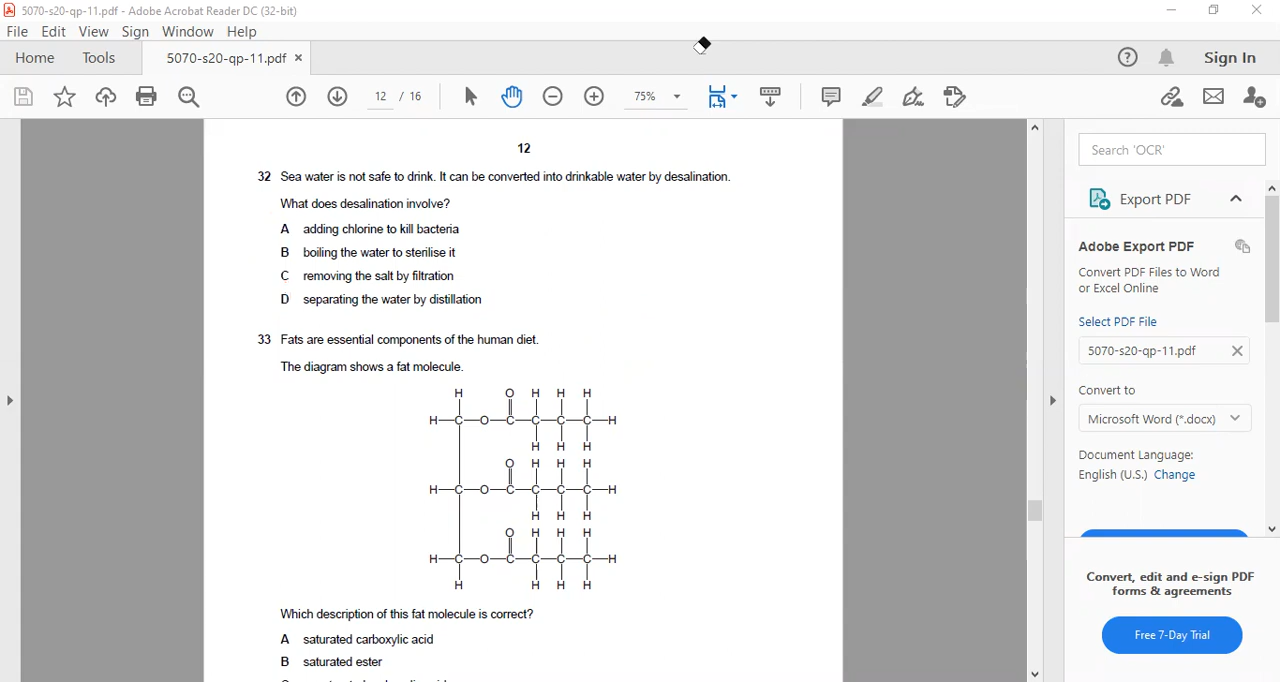 5070-s20-qp-11.pdf - Adobe Acrobat Reader DC (32-bit)
File Edit View Sign Window Help
Home Tools 5070-s20-qp-11.pdf × Sign In
12 / 16 75%
12
32 Sea water is not safe to drink. It can be converted into drinkable water by desalination.
What does desalination involve?
A adding chlorine to kill bacteria
B boiling the water to sterilise it
C removing the salt by filtration
D separating the water by distillation
33 Fats are essential components of the human diet.
The diagram shows a fat molecule.
H O H H H
H C O C C C C H
H H H
O H H H
H C O C C C C H
H H H
O H H H
H C O C C C C H
H H H H
Which description of this fat molecule is correct?
A saturated carboxylic acid
B saturated ester
Search 'OCR'
Export PDF
Adobe Export PDF
Convert PDF Files to Word
or Excel Online
Select PDF File
5070-s20-qp-11.pdf
Convert to
Microsoft Word (*.docx)
Document Language:
English (U.S.) Change
Convert, edit and e-sign PDF
forms & agreements
Free 7-Day Trial